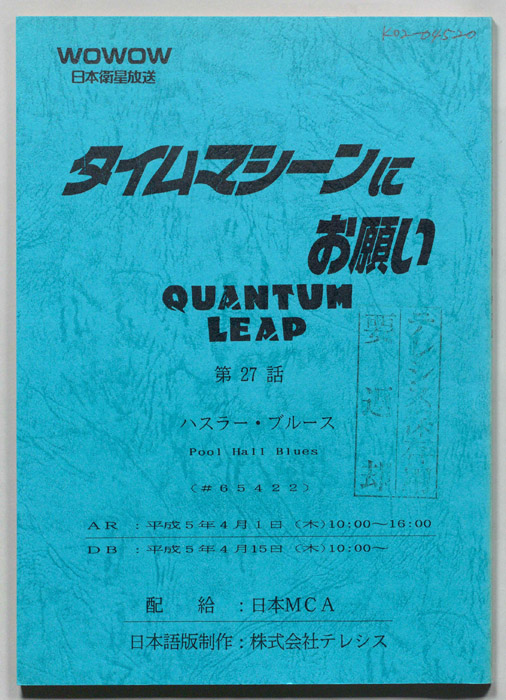 K02-04520
WOWOW
日本衛星放送
タイムマシーンに
お願い
QUANTUM
LEAP
第 27 話
ハスラー・ブルース
Pool Hall Blues
(#65422)
AR :平成5年4月1日(木)10:00〜16:00
DB :平成5年4月15日(木)10:00〜
配 給 :日本MCA
日本語版制作:株式会社テレシス